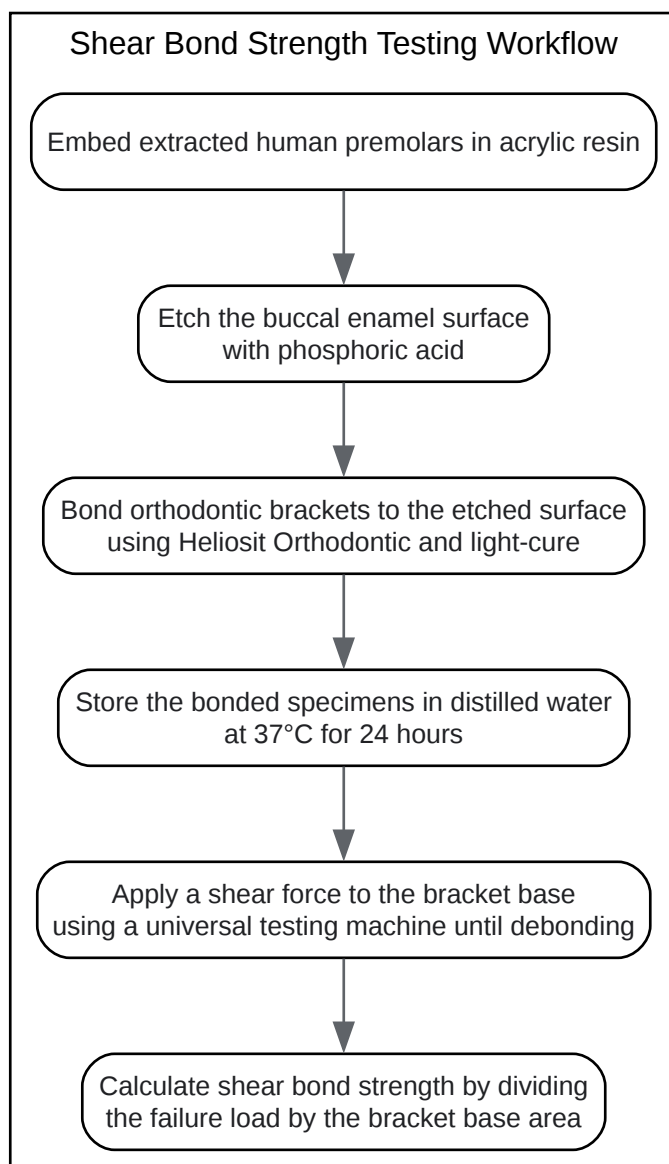 Shear Bond Strength Testing Workflow
Embed extracted human premolars in acrylic resin
Etch the buccal enamel surface
with phosphoric acid
Bond orthodontic brackets to the etched surface
using Heliosit Orthodontic and light-cure
Store the bonded specimens in distilled water
at 37°C for 24 hours
Apply a shear force to the bracket base
using a universal testing machine until debonding
Calculate shear bond strength by dividing
the failure load by the bracket base area